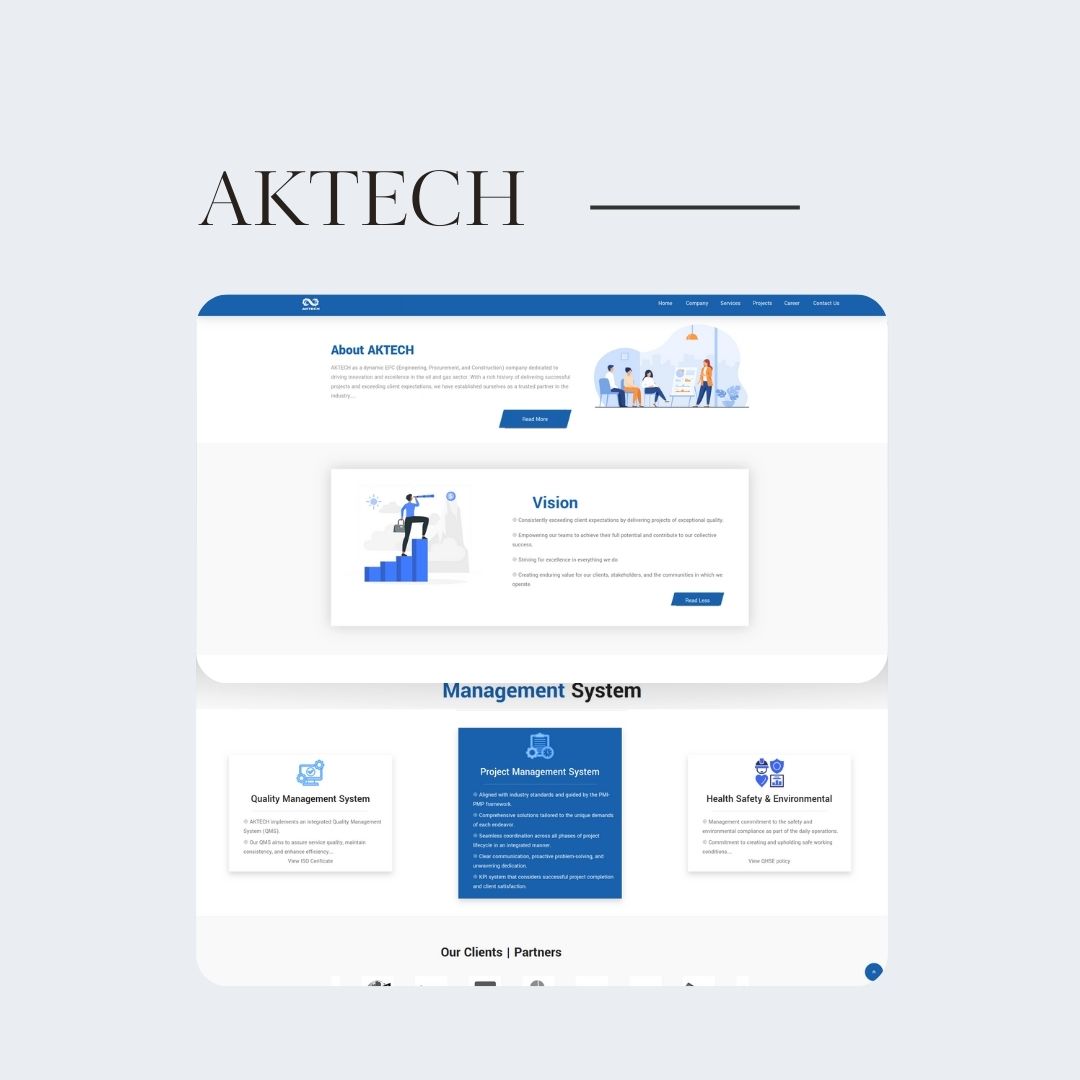 AKTECH
AKTECH
Home Company Services Projects Career Contact Us
About AKTECH
AKTECH as a dynamic EPC (Engineering, Procurement, and Construction) company dedicated to
driving innovation and excellence in the oil and gas sector. With a rich history of delivering successful
projects and exceeding client expectations, we have established ourselves as a trusted partner in the
industry....
Read More
Vision
Consistently exceeding client expectations by delivering projects of exceptional quality.
Empowering our teams to achieve their full potential and contribute to our collective
success.
Striving for excellence in everything we do
Creating enduring value for our clients, stakeholders, and the communities in which we
operate
Read Less
Management System
Quality Management System
AKTECH implements an integrated Quality Management
System (QMS).
Our QMS aims to assure service quality, maintain
consistency, and enhance efficiency...
View ISO Cerificate
Project Management System
Aligned with industry standards and guided by the PMI-
PMP framework.
Comprehensive solutions tailored to the unique demands
of each endeavor.
Seamless coordination across all phases of project
lifecycle in an integrated manner.
Clear communication, proactive problem-solving, and
unwavering dedication.
KPI system that considers successful project completion
and client satisfaction.
Health Safety & Environmental
Management commitment to the safety and
environmental compliance as part of the daily operations.
Commitment to creating and upholding safe working
conditions...
View QHSE policy
Our Clients | Partners